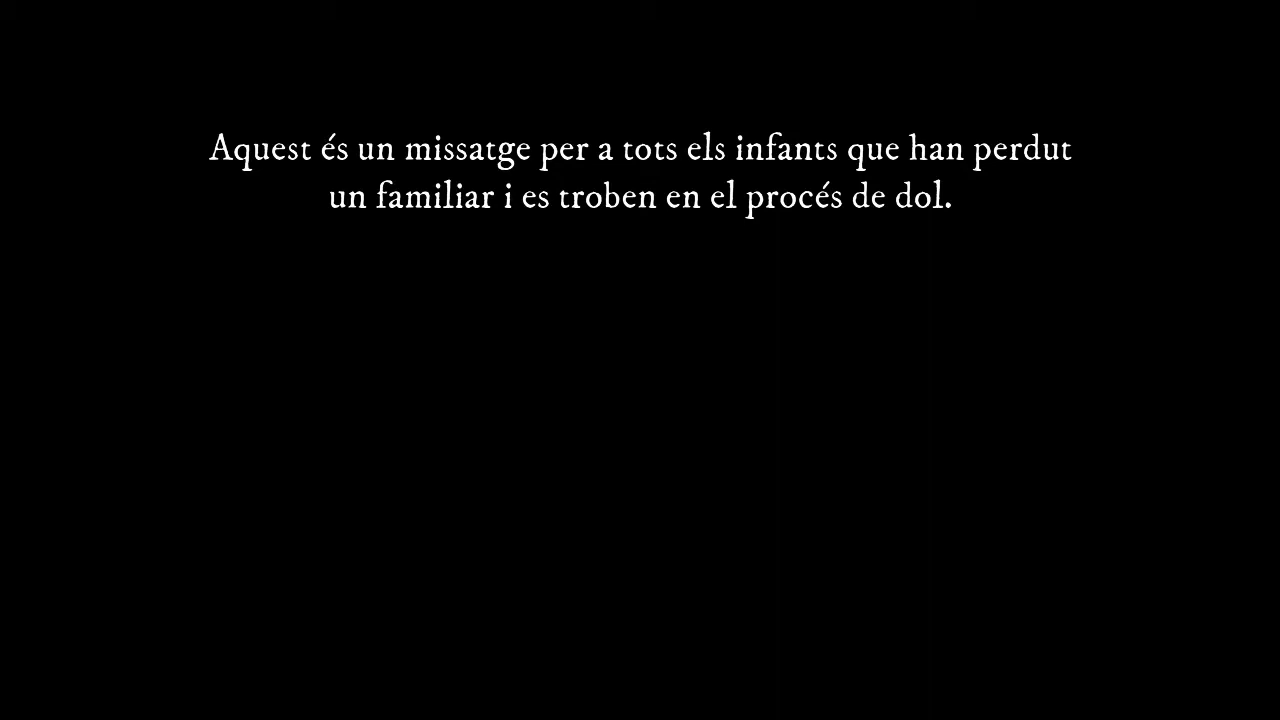 Aquest és un missatge per a tots els infants que han perdut
un familiar i es troben en el procés de dol.